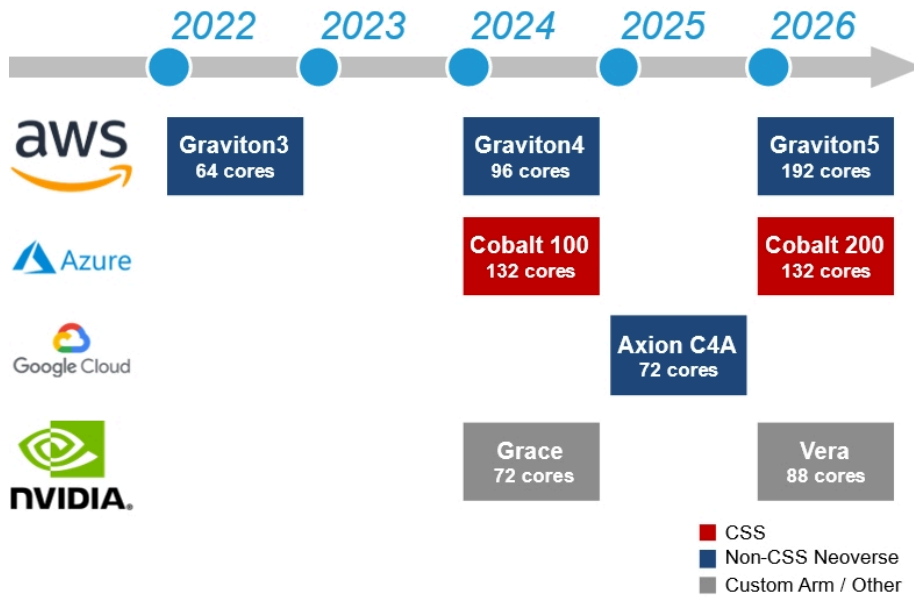 2022 2023 2024 2025 2026
aws
Graviton3
64 cores
Graviton4
96 cores
Graviton5
192 cores
Azure
Cobalt 100
132 cores
Cobalt 200
132 cores
Google Cloud
Axion C4A
72 cores
NVIDIA.
Grace
72 cores
Vera
88 cores
CSS
Non-CSS Neoverse
Custom Arm / Other